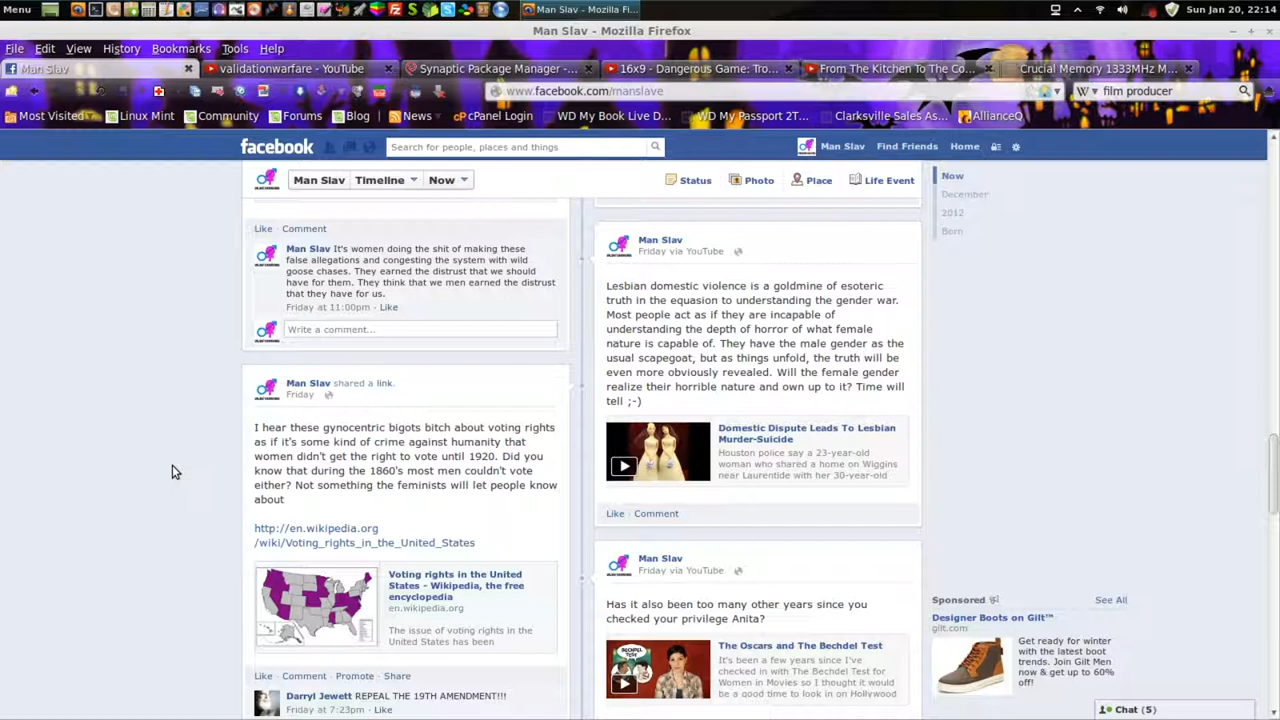 Menu
Man Slav - Mozilla Fi...
Sun Jan 20, 22:14
Man Slav - Mozilla Firefox
File Edit View History Bookmarks Tools Help
Man Slav
validationwarfare - YouTube
Synaptic Package Manager -...
16x9 - Dangerous Game: Tro...
From The Kitchen To The Co...
Crucial Memory 1333MHz M...
www.facebook.com/manslave
film producer
Most Visited Linux Mint Community Forums Blog News cPanel Login WD My Book Live D... WD My Passport 2T... Clarksville Sales As... AllianceQ
facebook
Search for people, places and things
Man Slav Find Friends Home
Man Slav Timeline Now
Status Photo Place Life Event
Now
December
2012
Born
Like · Comment
Man Slav It's women doing the shit of making these
false allegations and congesting the system with wild
goose chases. They earned the distrust that we should
have for them. They think that we men earned the distrust
that they have for us.
Friday at 11:00pm · Like
Write a comment...
Man Slav shared a link.
Friday
I hear these gynocentric bigots bitch about voting rights
as if it's some kind of crime against humanity that
women didn't get the right to vote until 1920. Did you
know that during the 1860's most men couldn't vote
either? Not something the feminists will let people know
about
http://en.wikipedia.org
/wiki/Voting_rights_in_the_United_States
Voting rights in the United
States - Wikipedia, the free
encyclopedia
en.wikipedia.org
The issue of voting rights in the
United States has been
Like · Comment · Promote · Share
Darryl Jewett REPEAL THE 19TH AMENDMENT!!!
Friday at 7:23pm · Like
Man Slav
Friday via YouTube
Lesbian domestic violence is a goldmine of esoteric
truth in the equasion to understanding the gender war.
Most people act as if they are incapable of
understanding the depth of horror of what female
nature is capable of. They have the male gender as the
usual scapegoat, but as things unfold, the truth will be
even more obviously revealed. Will the female gender
realize their horrible nature and own up to it? Time will
tell ;-)
Domestic Dispute Leads To Lesbian
Murder-Suicide
Houston police say a 23-year-old
woman who shared a home on Wiggins
near Laurentide with her 30-year-old
Like · Comment
Man Slav
Friday via YouTube
Has it also been too many other years since you
checked your privilege Anita?
The Oscars and The Bechdel Test
It's been a few years since I've
checked in with The Bechdel Test for
Women in Movies so I thought it would
be a good time to look in on Hollywood
Sponsored See All
Designer Boots on Gilt™
gilt.com
Get ready for winter
with the latest boot
trends. Join Gilt Men
now & get up to 60%
off!
Chat (5)